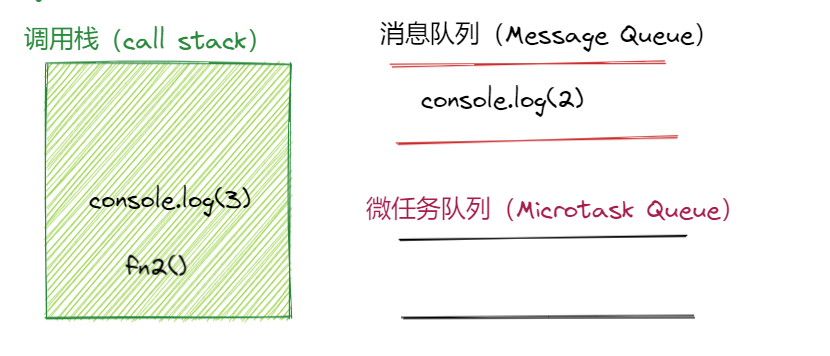 调用栈（call stack）
console.log(3)
fn2()
消息队列（Message Queue）
console.log(2)
微任务队列（Microtask Queue）